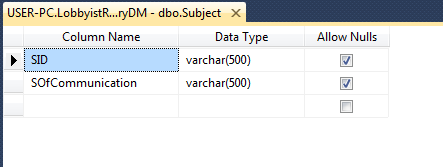 USER-PC.LobbyistR...ryDM - dbo.Subject
Column Name Data Type Allow Nulls
SID varchar(500)
SOfCommunication varchar(500)